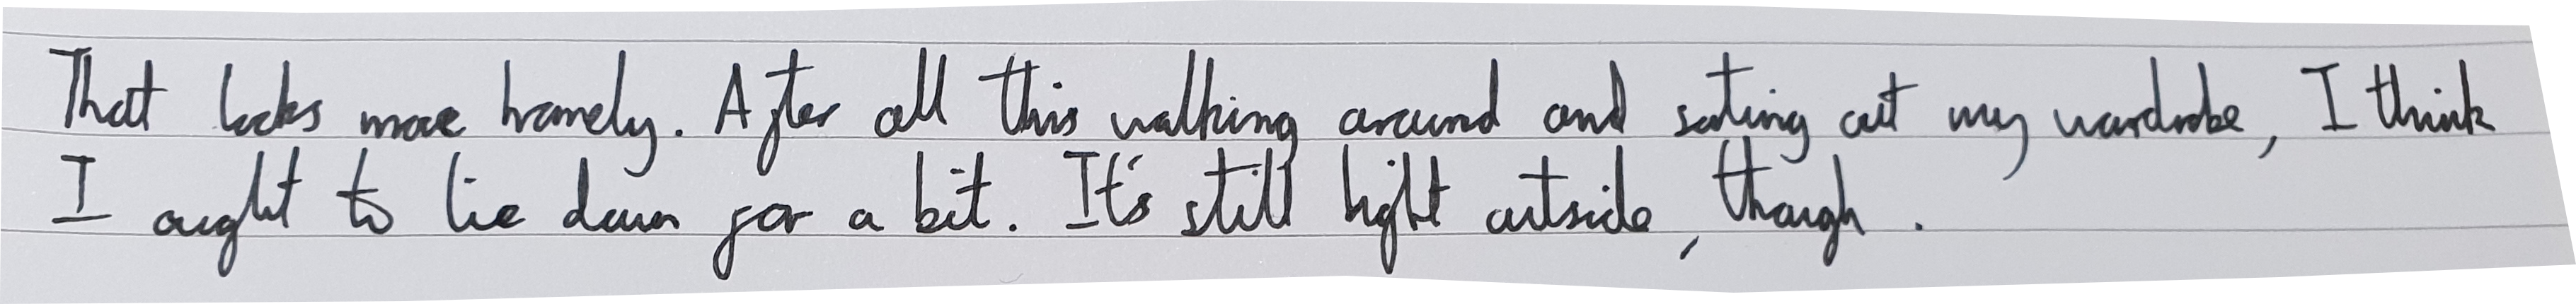 That looks more homely. After all this walking around and sorting out my wardrobe, I think
I ought to lie down for a bit. It's still light outside, though.